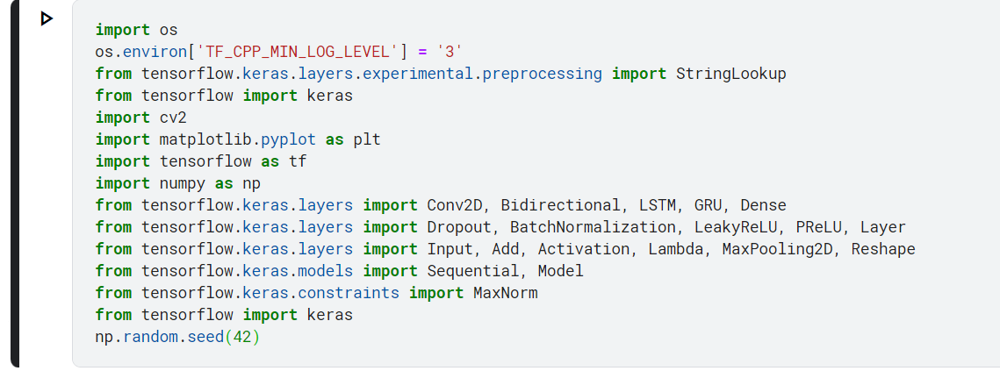 import os
os.environ['TF_CPP_MIN_LOG_LEVEL'] = '3'
from tensorflow.keras.layers.experimental.preprocessing import StringLookup
from tensorflow import keras
import cv2
import matplotlib.pyplot as plt
import tensorflow as tf
import numpy as np
from tensorflow.keras.layers import Conv2D, Bidirectional, LSTM, GRU, Dense
from tensorflow.keras.layers import Dropout, BatchNormalization, LeakyReLU, PReLU, Layer
from tensorflow.keras.layers import Input, Add, Activation, Lambda, MaxPooling2D, Reshape
from tensorflow.keras.models import Sequential, Model
from tensorflow.keras.constraints import MaxNorm
from tensorflow import keras
np.random.seed(42)